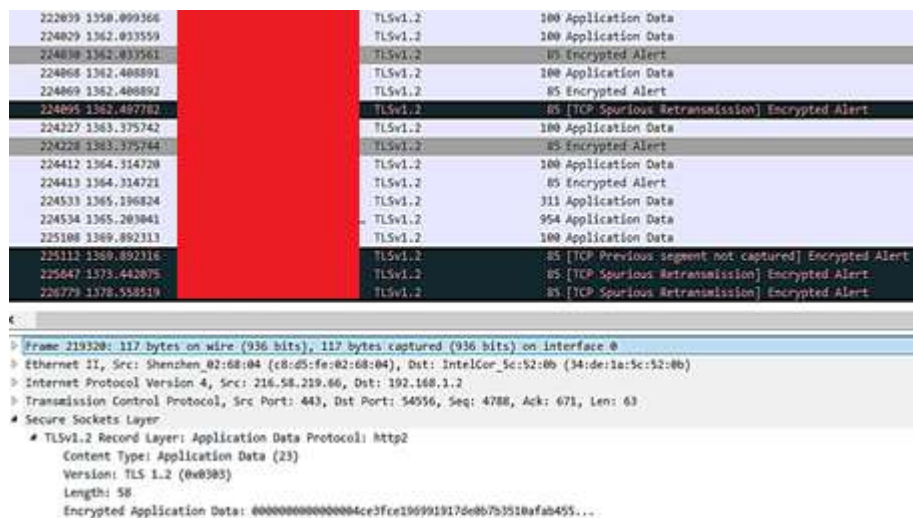 222039 1350.099366 TLSv1.2 100 Application Data
224029 1362.033559 TLSv1.2 100 Application Data
224030 1362.033561 TLSv1.2 85 Encrypted Alert
224068 1362.408891 TLSv1.2 100 Application Data
224069 1362.408892 TLSv1.2 85 Encrypted Alert
224095 1362.497782 TLSv1.2 85 [TCP Spurious Retransmission] Encrypted Alert
224227 1363.375742 TLSv1.2 100 Application Data
224228 1363.375744 TLSv1.2 85 Encrypted Alert
224412 1364.314720 TLSv1.2 100 Application Data
224413 1364.314721 TLSv1.2 85 Encrypted Alert
224533 1365.196824 TLSv1.2 311 Application Data
224534 1365.203041 … TLSv1.2 954 Application Data
225108 1369.892313 TLSv1.2 100 Application Data
225112 1369.892316 TLSv1.2 85 [TCP Previous segment not captured] Encrypted Alert
225847 1373.442075 TLSv1.2 85 [TCP Spurious Retransmission] Encrypted Alert
226779 1378.558519 TLSv1.2 85 [TCP Spurious Retransmission] Encrypted Alert
Frame 219320: 117 bytes on wire (936 bits), 117 bytes captured (936 bits) on interface 0
Ethernet II, Src: Shenzhen_02:68:04 (c8:d5:fe:02:68:04), Dst: IntelCor_5c:52:0b (34:de:1a:5c:52:0b)
Internet Protocol Version 4, Src: 216.58.219.66, Dst: 192.168.1.2
Transmission Control Protocol, Src Port: 443, Dst Port: 54556, Seq: 4788, Ack: 671, Len: 63
Secure Sockets Layer
TLSv1.2 Record Layer: Application Data Protocol: http2
Content Type: Application Data (23)
Version: TLS 1.2 (0x0303)
Length: 58
Encrypted Application Data: 0000000000000004ce3fce196991917de0b7b3510afab455...